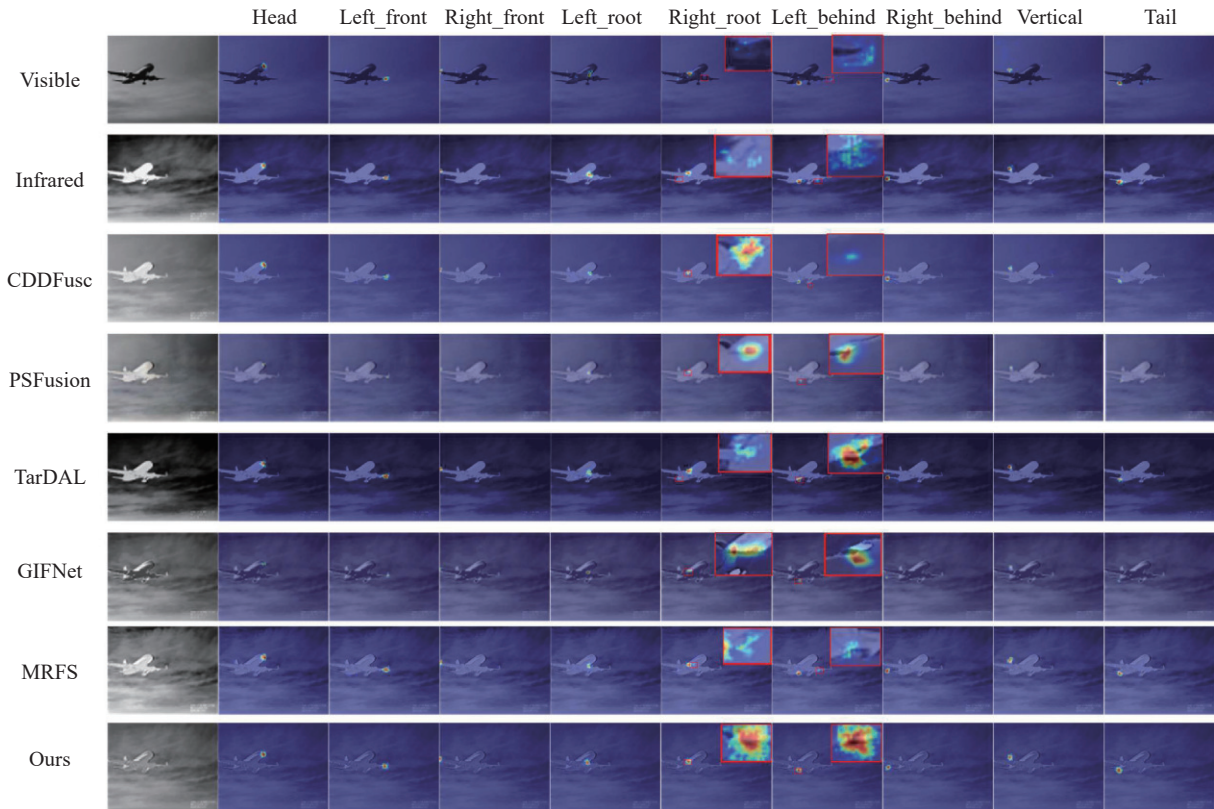 Head Left_front Right_front Left_root Right_root Left_behind Right_behind Vertical Tail
Visible
Infrared
CDDFusc
PSFusion
TarDAL
GIFNet
MRFS
Ours